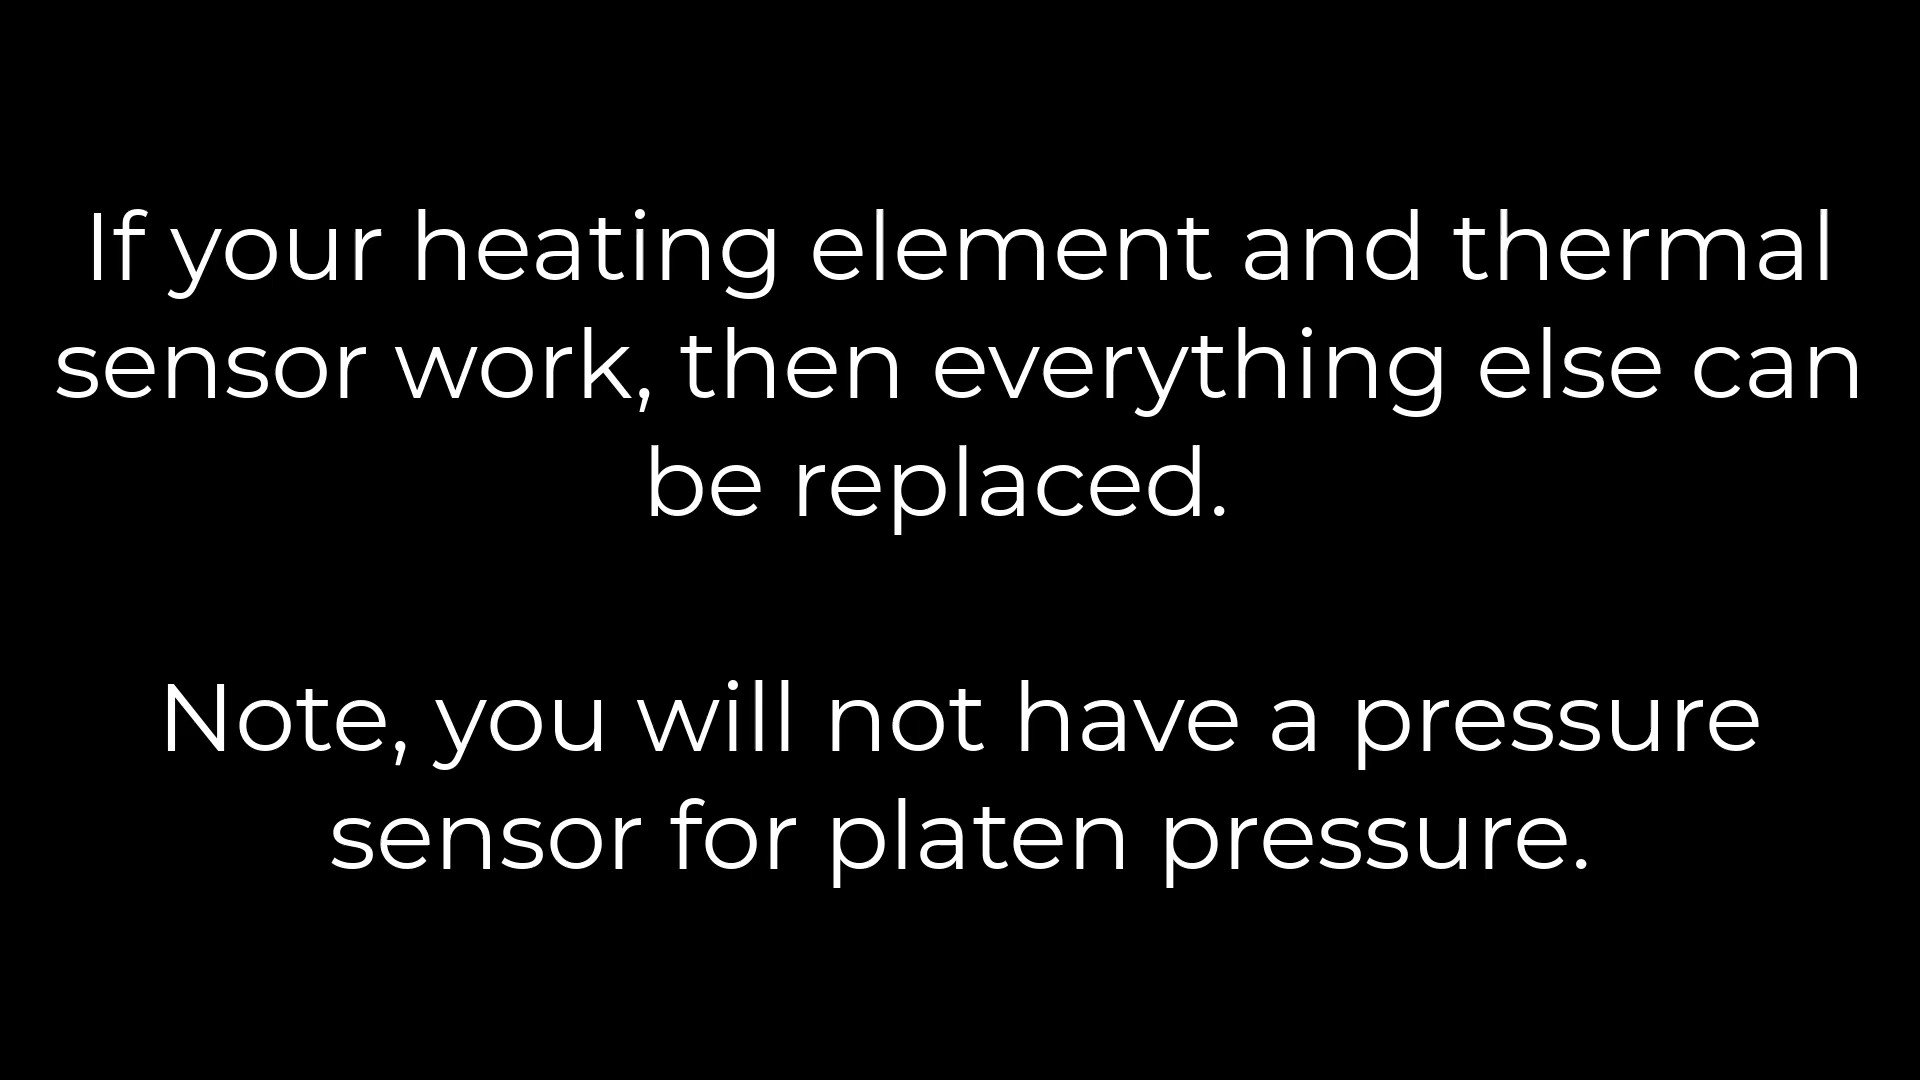 If your heating element and thermal
sensor work, then everything else can
be replaced.
Note, you will not have a pressure
sensor for platen pressure.